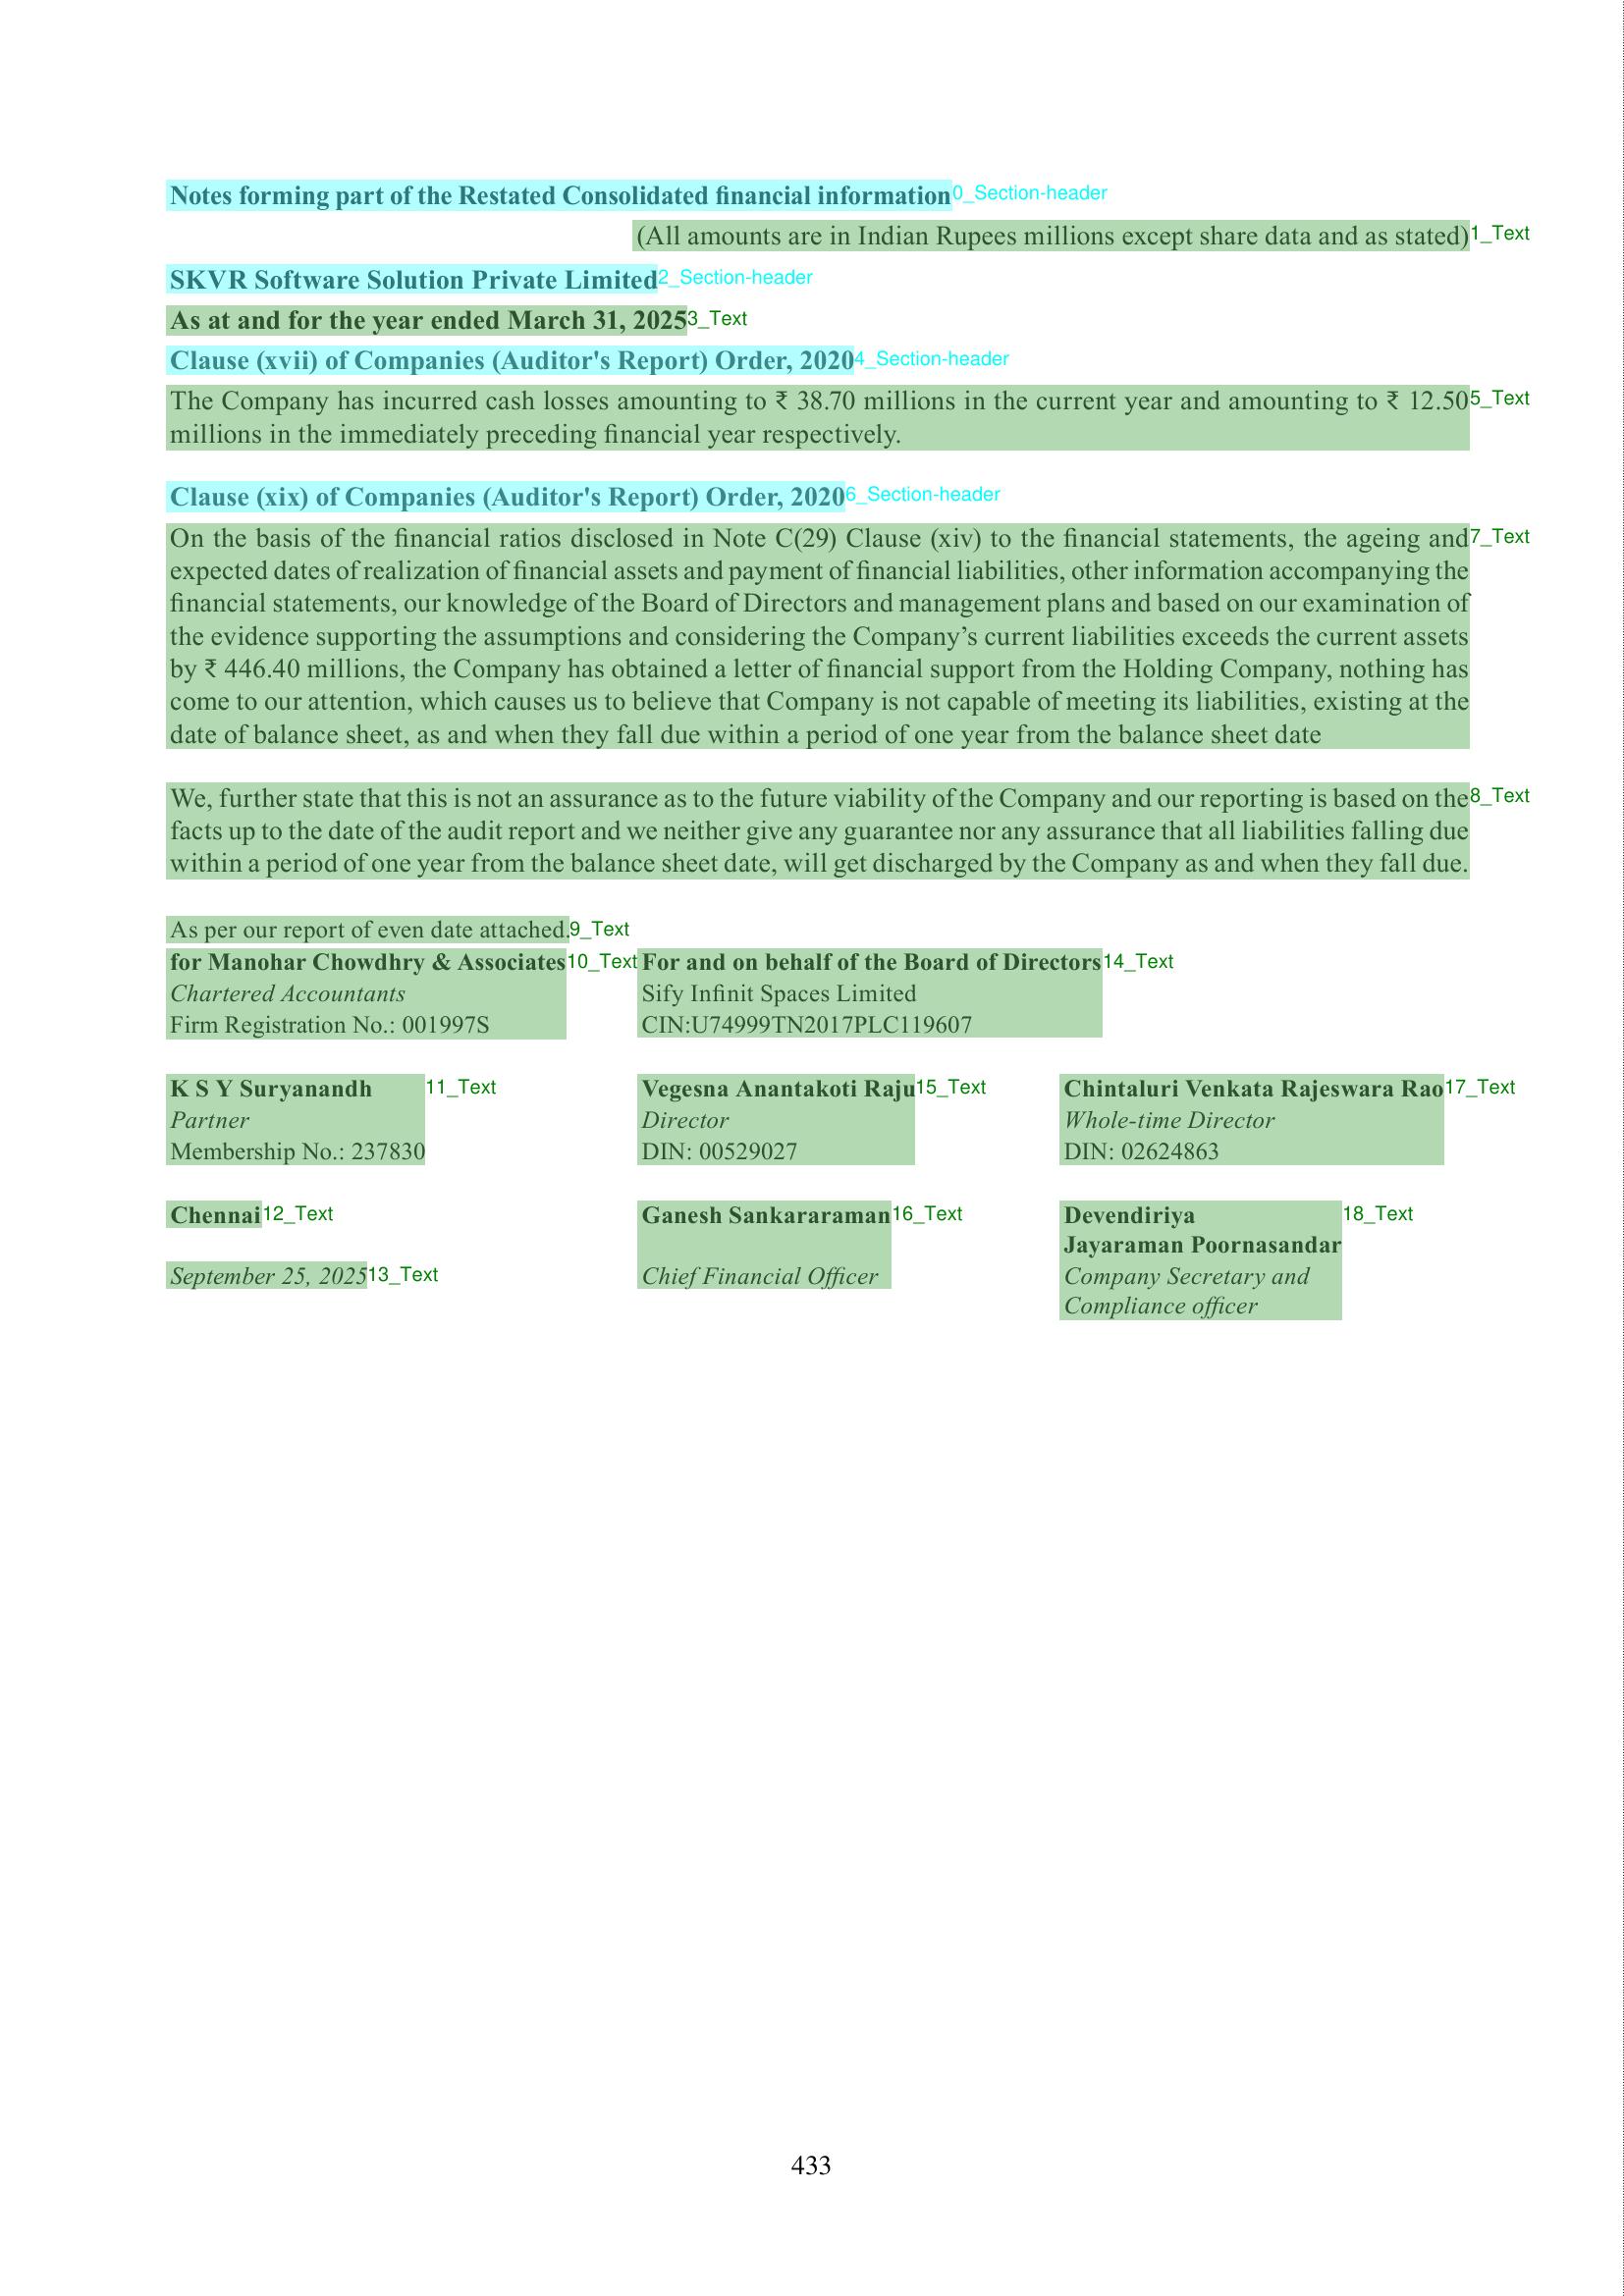 Notes forming part of the Restated Consolidated financial information 0_Section-header
(All amounts are in Indian Rupees millions except share data and as stated) 1_Text
SKVR Software Solution Private Limited 2_Section-header
As at and for the year ended March 31, 2025 3_Text
Clause (xvii) of Companies (Auditor's Report) Order, 2020 4_Section-header
The Company has incurred cash losses amounting to ₹ 38.70 millions in the current year and amounting to ₹ 12.50 5_Text
millions in the immediately preceding financial year respectively.
Clause (xix) of Companies (Auditor's Report) Order, 2020 6_Section-header
On the basis of the financial ratios disclosed in Note C(29) Clause (xiv) to the financial statements, the ageing and 7_Text
expected dates of realization of financial assets and payment of financial liabilities, other information accompanying the
financial statements, our knowledge of the Board of Directors and management plans and based on our examination of
the evidence supporting the assumptions and considering the Company’s current liabilities exceeds the current assets
by ₹ 446.40 millions, the Company has obtained a letter of financial support from the Holding Company, nothing has
come to our attention, which causes us to believe that Company is not capable of meeting its liabilities, existing at the
date of balance sheet, as and when they fall due within a period of one year from the balance sheet date
We, further state that this is not an assurance as to the future viability of the Company and our reporting is based on the 8_Text
facts up to the date of the audit report and we neither give any guarantee nor any assurance that all liabilities falling due
within a period of one year from the balance sheet date, will get discharged by the Company as and when they fall due.
As per our report of even date attached. 9_Text
for Manohar Chowdhry & Associates 10_Text
Chartered Accountants
Firm Registration No.: 001997S
K S Y Suryanandh 11_Text
Partner
Membership No.: 237830
Chennai 12_Text
September 25, 2025 13_Text
For and on behalf of the Board of Directors 14_Text
Sify Infinit Spaces Limited
CIN:U74999TN2017PLC119607
Vegesna Anantakoti Raju 15_Text
Director
DIN: 00529027
Ganesh Sankararaman 16_Text
Chief Financial Officer
Chintaluri Venkata Rajeswara Rao 17_Text
Whole-time Director
DIN: 02624863
Devendiriya 18_Text
Jayaraman Poornasandar
Company Secretary and
Compliance officer
433